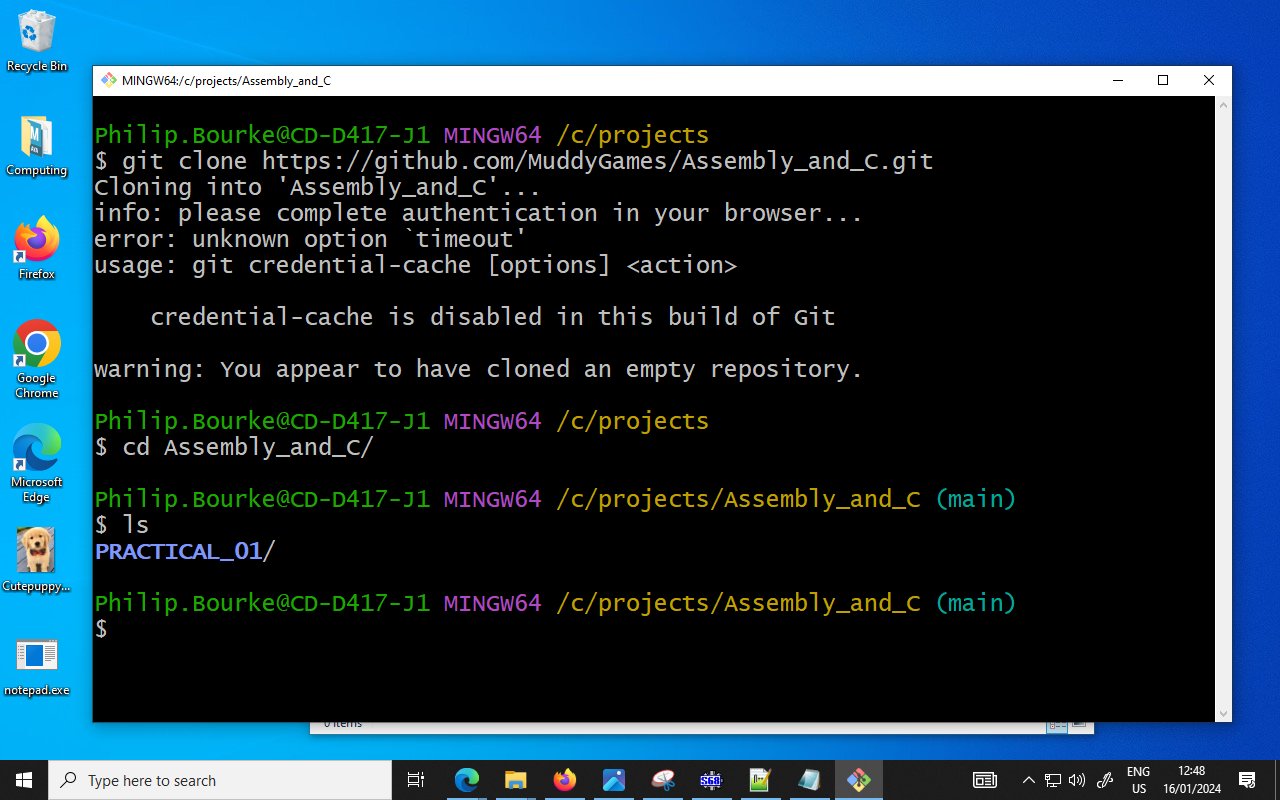 Recycle Bin
Computing
Firefox
Google
Chrome
Microsoft
Edge
Cutepuppy...
notepad.exe
MINGW64:/c/projects/Assembly_and_C
Philip.Bourke@CD-D417-J1 MINGW64 /c/projects
$ git clone https://github.com/MuddyGames/Assembly_and_C.git
Cloning into 'Assembly_and_C'...
info: please complete authentication in your browser...
error: unknown option `timeout'
usage: git credential-cache [options] <action>
credential-cache is disabled in this build of Git
warning: You appear to have cloned an empty repository.
Philip.Bourke@CD-D417-J1 MINGW64 /c/projects
$ cd Assembly_and_C/
Philip.Bourke@CD-D417-J1 MINGW64 /c/projects/Assembly_and_C (main)
$ ls
PRACTICAL_01/
Philip.Bourke@CD-D417-J1 MINGW64 /c/projects/Assembly_and_C (main)
$
0 items
Type here to search
S68
ENG
US
12:48
16/01/2024